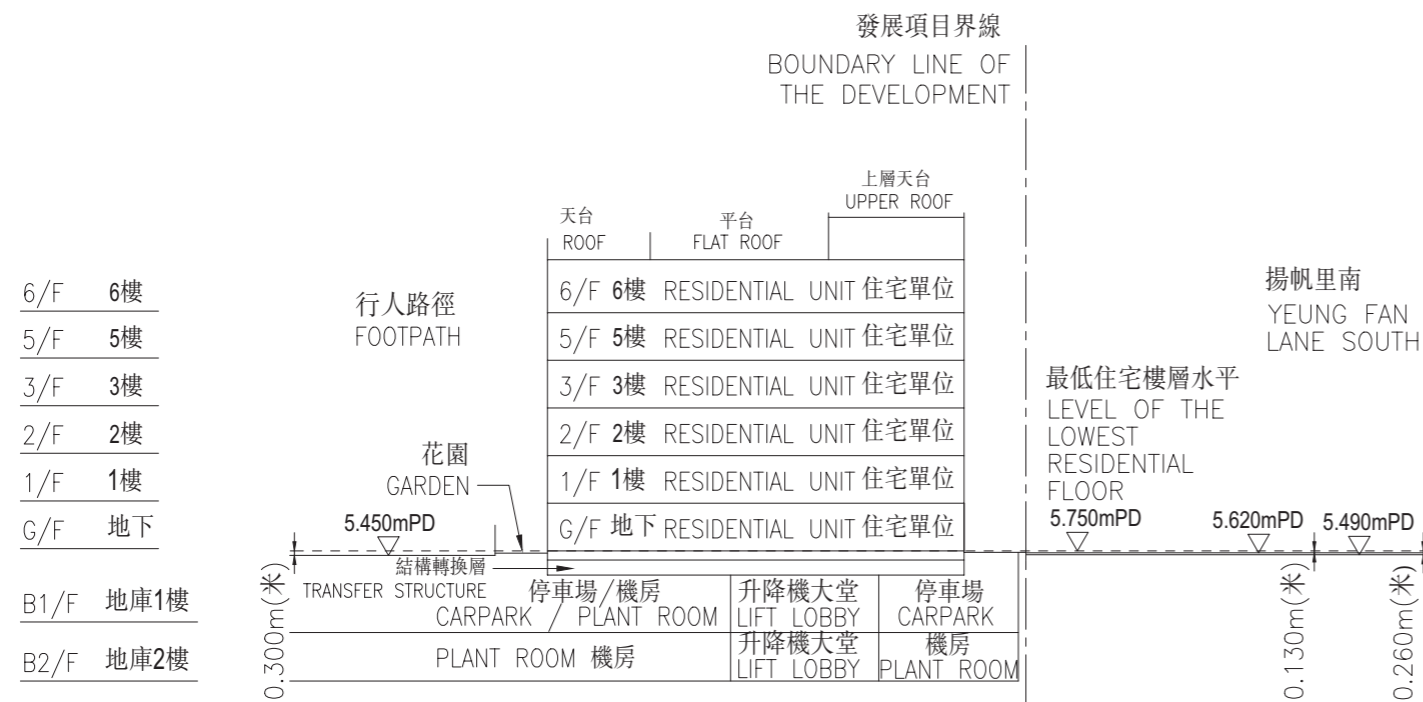 發展項目界線
BOUNDARY LINE OF
THE DEVELOPMENT
上層天台
UPPER ROOF
天台
ROOF
平台
FLAT ROOF
6/F 6樓
5/F 5樓
3/F 3樓
2/F 2樓
1/F 1樓
G/F 地下
B1/F 地庫1樓
B2/F 地庫2樓
行人路徑
FOOTPATH
花園
GARDEN
5.450mPD
0.300m(米)
結構轉換層
TRANSFER STRUCTURE
6/F 6樓 RESIDENTIAL UNIT 住宅單位
5/F 5樓 RESIDENTIAL UNIT 住宅單位
3/F 3樓 RESIDENTIAL UNIT 住宅單位
2/F 2樓 RESIDENTIAL UNIT 住宅單位
1/F 1樓 RESIDENTIAL UNIT 住宅單位
G/F 地下 RESIDENTIAL UNIT 住宅單位
停車場/機房
CARPARK / PLANT ROOM
升降機大堂
LIFT LOBBY
停車場
CARPARK
PLANT ROOM 機房
升降機大堂
LIFT LOBBY
機房
PLANT ROOM
揚帆里南
YEUNG FAN
LANE SOUTH
最低住宅樓層水平
LEVEL OF THE
LOWEST
RESIDENTIAL
FLOOR
5.750mPD
5.620mPD
5.490mPD
0.130m(米)
0.260m(米)